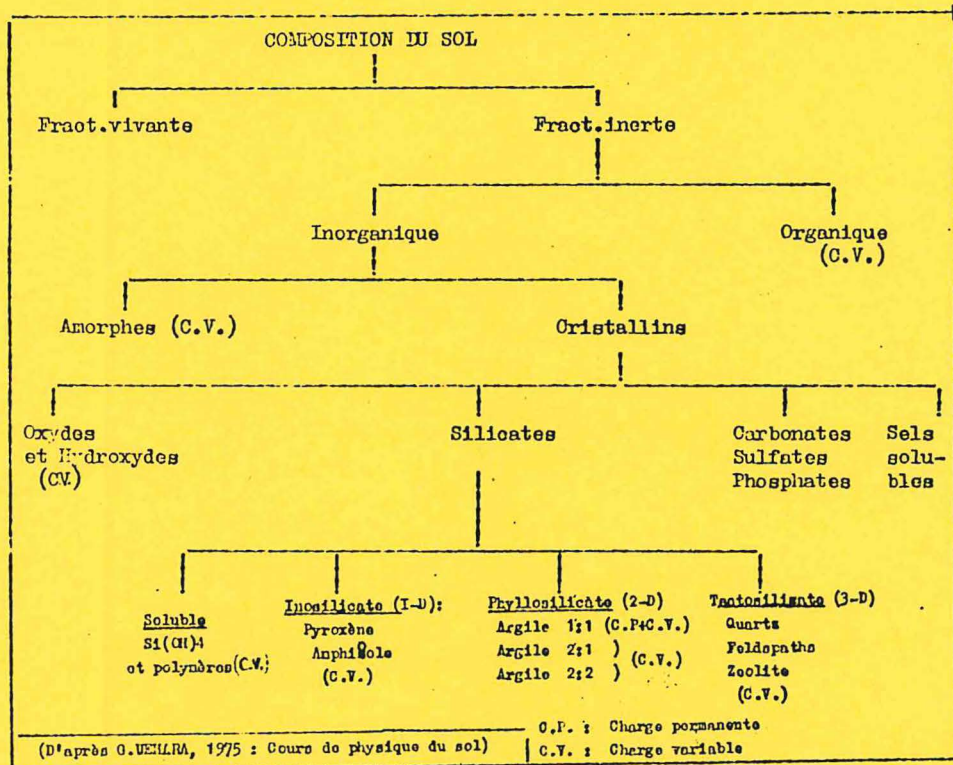 COMPOSITION DU SOL
Fract.vivante Fract.inerte
Inorganique Organique
(C.V.)
Amorphes (C.V.) Cristallins
Oxydes Silicates Carbonates Sels
et Hydroxydes Sulfates solu-
(C.V.) Phosphates bles
Soluble Inosilicate (I-D): Phyllosilicate (2-D) Tectosilicate (3-D)
Si(OH)4 Pyroxène Argile 1:1 (C.P+C.V.) Quartz
et polymères(C.V.) Amphibole Argile 2:1 ) (C.V.) Feldspaths
(C.V.) Argile 2:2 ) Zeolite
(C.V.)
C.P. : Charge permanente
(D'après G.UEHARA, 1975 : Cours de physique du sol) C.V. : Charge variable